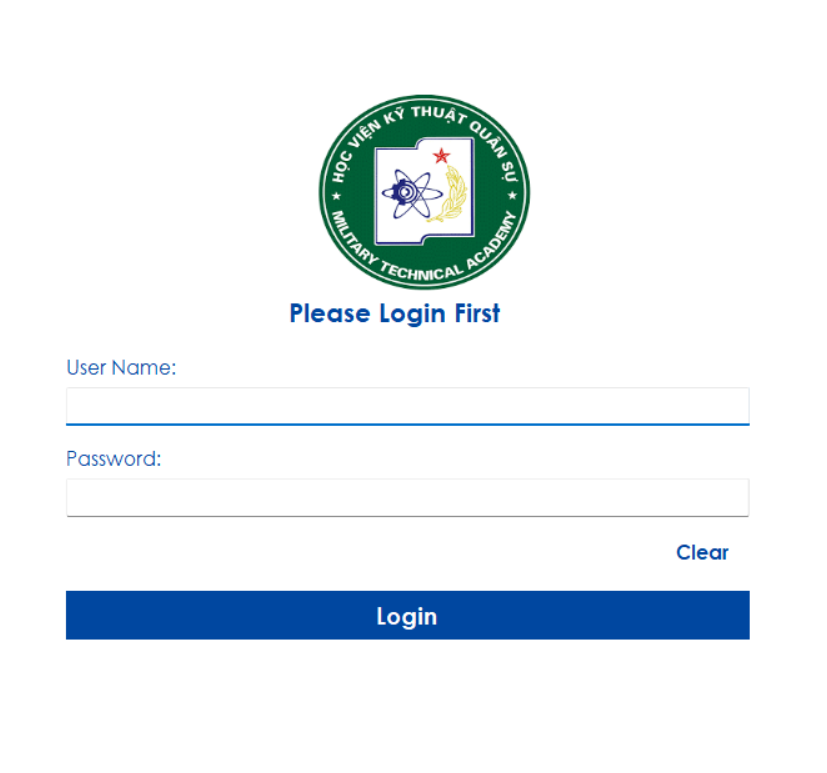 HỌC VIỆN KỸ THUẬT QUÂN SỰ
MILITARY TECHNICAL ACADEMY
Please Login First
User Name:
Password:
Clear
Login